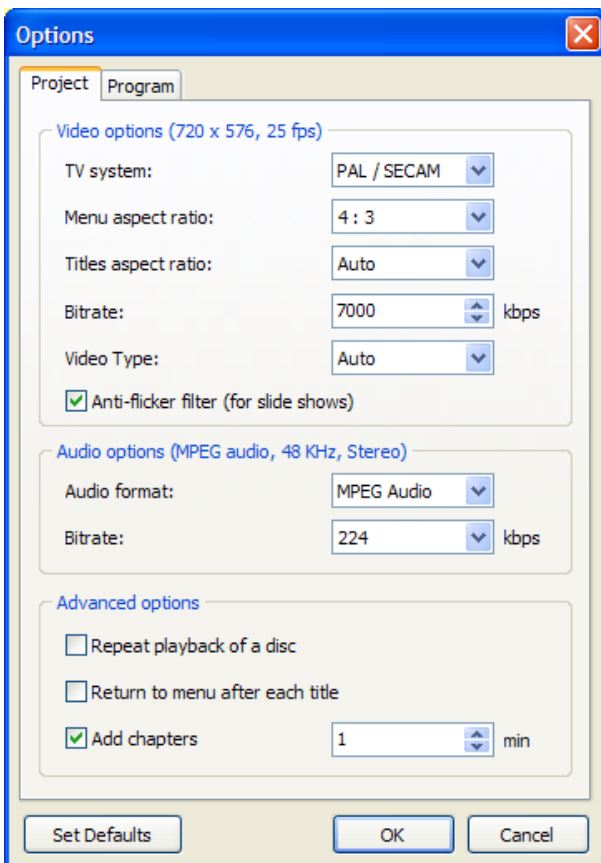 Options
Project Program
Video options (720 x 576, 25 fps)
TV system: PAL / SECAM
Menu aspect ratio: 4 : 3
Titles aspect ratio: Auto
Bitrate: 7000 kbps
Video Type: Auto
Anti-flicker filter (for slide shows)
Audio options (MPEG audio, 48 KHz, Stereo)
Audio format: MPEG Audio
Bitrate: 224 kbps
Advanced options
Repeat playback of a disc
Return to menu after each title
Add chapters 1 min
Set Defaults OK Cancel